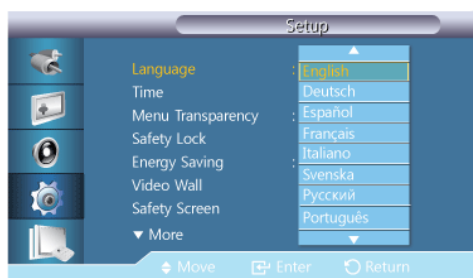 Setup
Language : English
Time Deutsch
Menu Transparency : Español
Safety Lock Français
Energy Saving : Italiano
Video Wall Svenska
Safety Screen Русский
▼ More Português
Move Enter Return